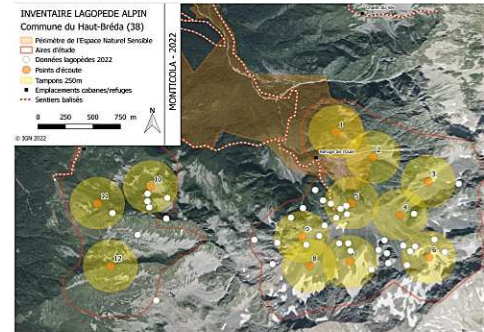 INVENTAIRE LAGOPEDE ALPIN
Commune du Haut-Bréda (38)
Périmètre de l'Espace Naturel Sensible
Aires d'étude
Données lagopèdes 2022
Points d'écoute
Tampons 250m
Emplacements cabanes/refuges
Sentiers balisés
0 250 500 750 m
N
© IGN 2022
MONTICOLA - 2022
1
2
3
4
5
6
8
10
11
12